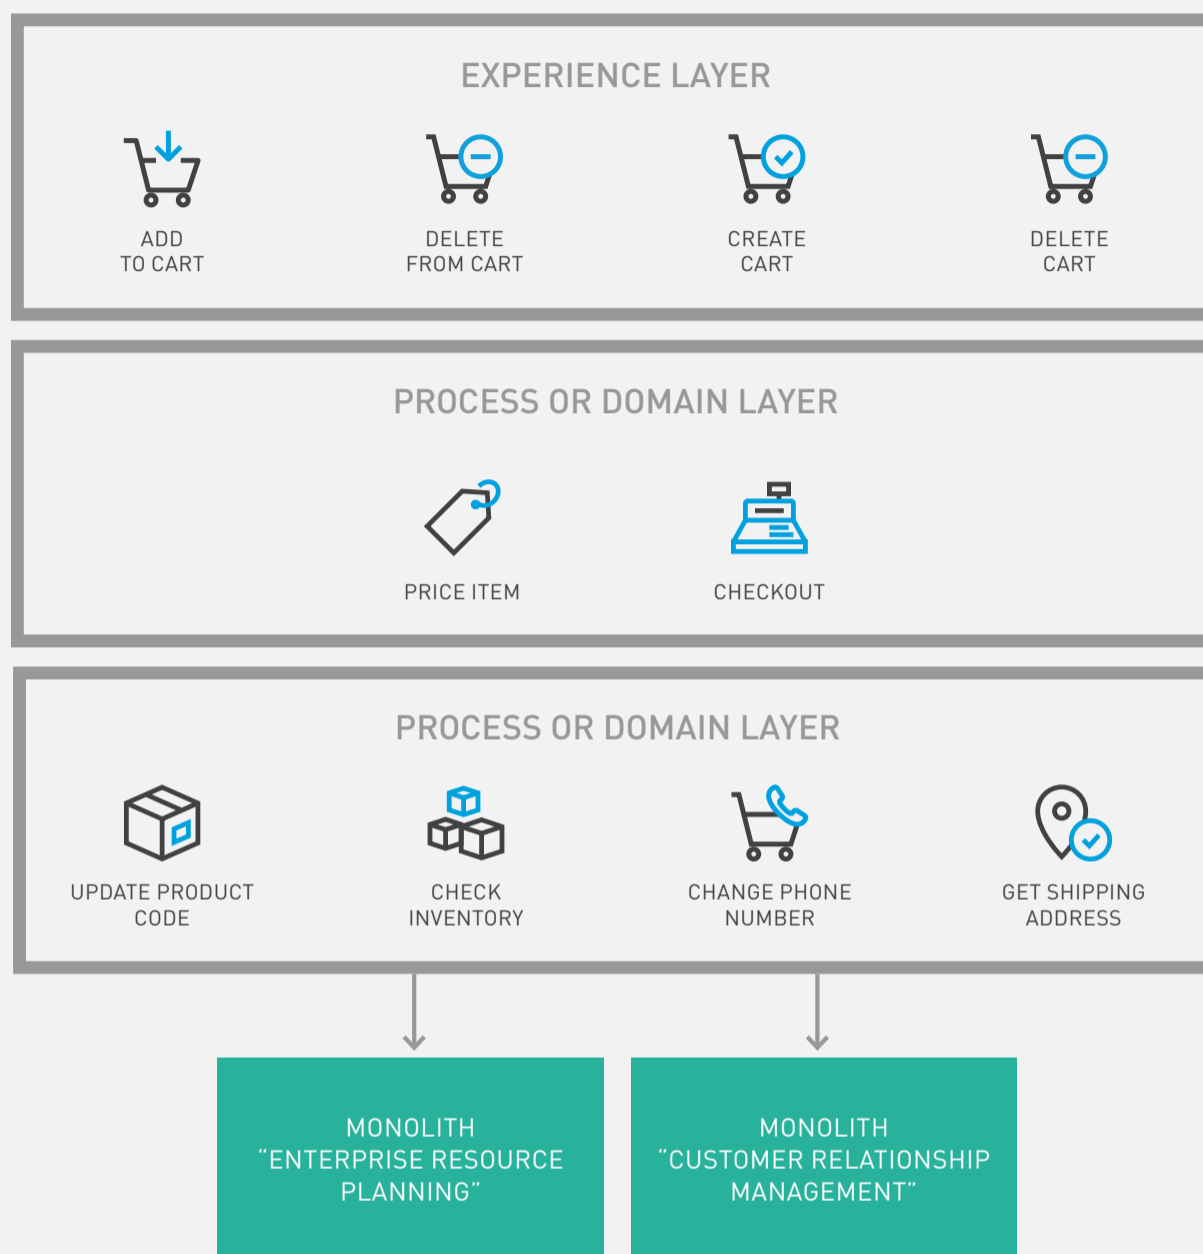 EXPERIENCE LAYER
ADD
TO CART
DELETE
FROM CART
CREATE
CART
DELETE
CART
PROCESS OR DOMAIN LAYER
PRICE ITEM
CHECKOUT
PROCESS OR DOMAIN LAYER
UPDATE PRODUCT
CODE
CHECK
INVENTORY
CHANGE PHONE
NUMBER
GET SHIPPING
ADDRESS
MONOLITH
“ENTERPRISE RESOURCE
PLANNING”
MONOLITH
“CUSTOMER RELATIONSHIP
MANAGEMENT”